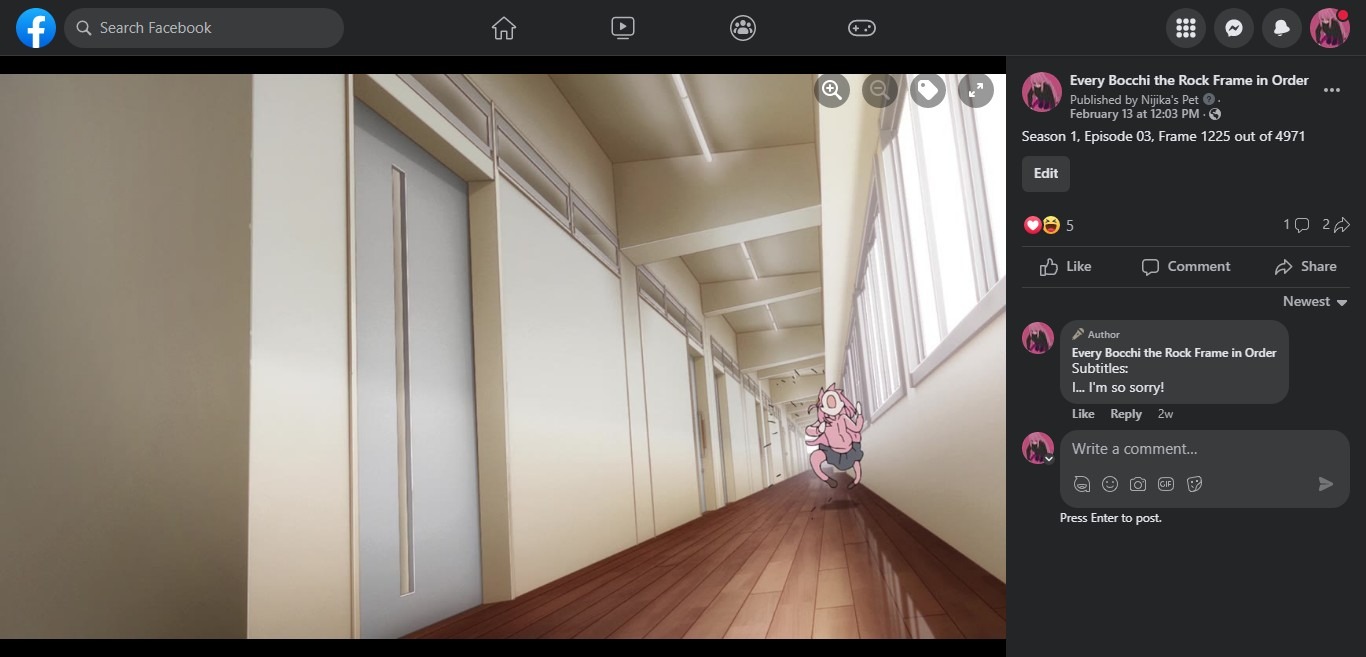 Search Facebook
Every Bocchi the Rock Frame in Order
Published by Nijika's Pet ·
February 13 at 12:03 PM ·
Season 1, Episode 03, Frame 1225 out of 4971
Edit
5
1
2
Like
Comment
Share
Newest
Author
Every Bocchi the Rock Frame in Order
Subtitles:
I... I'm so sorry!
Like Reply 2w
Write a comment...
GIF
Press Enter to post.